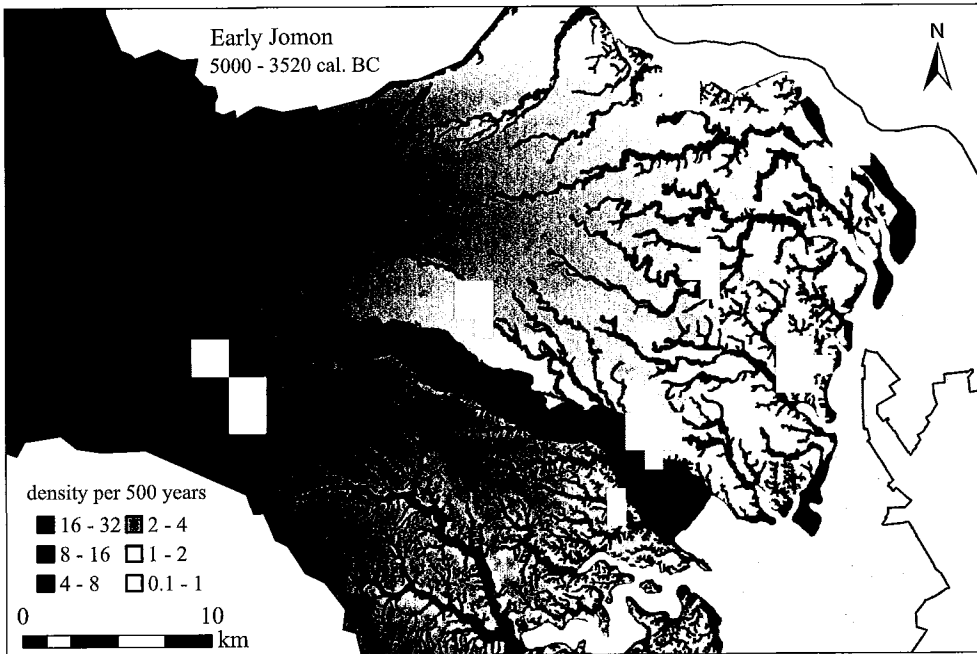 Early Jomon
5000 - 3520 cal. BC
N
density per 500 years
16 - 32 2 - 4
8 - 16 1 - 2
4 - 8 0.1 - 1
0 10
km